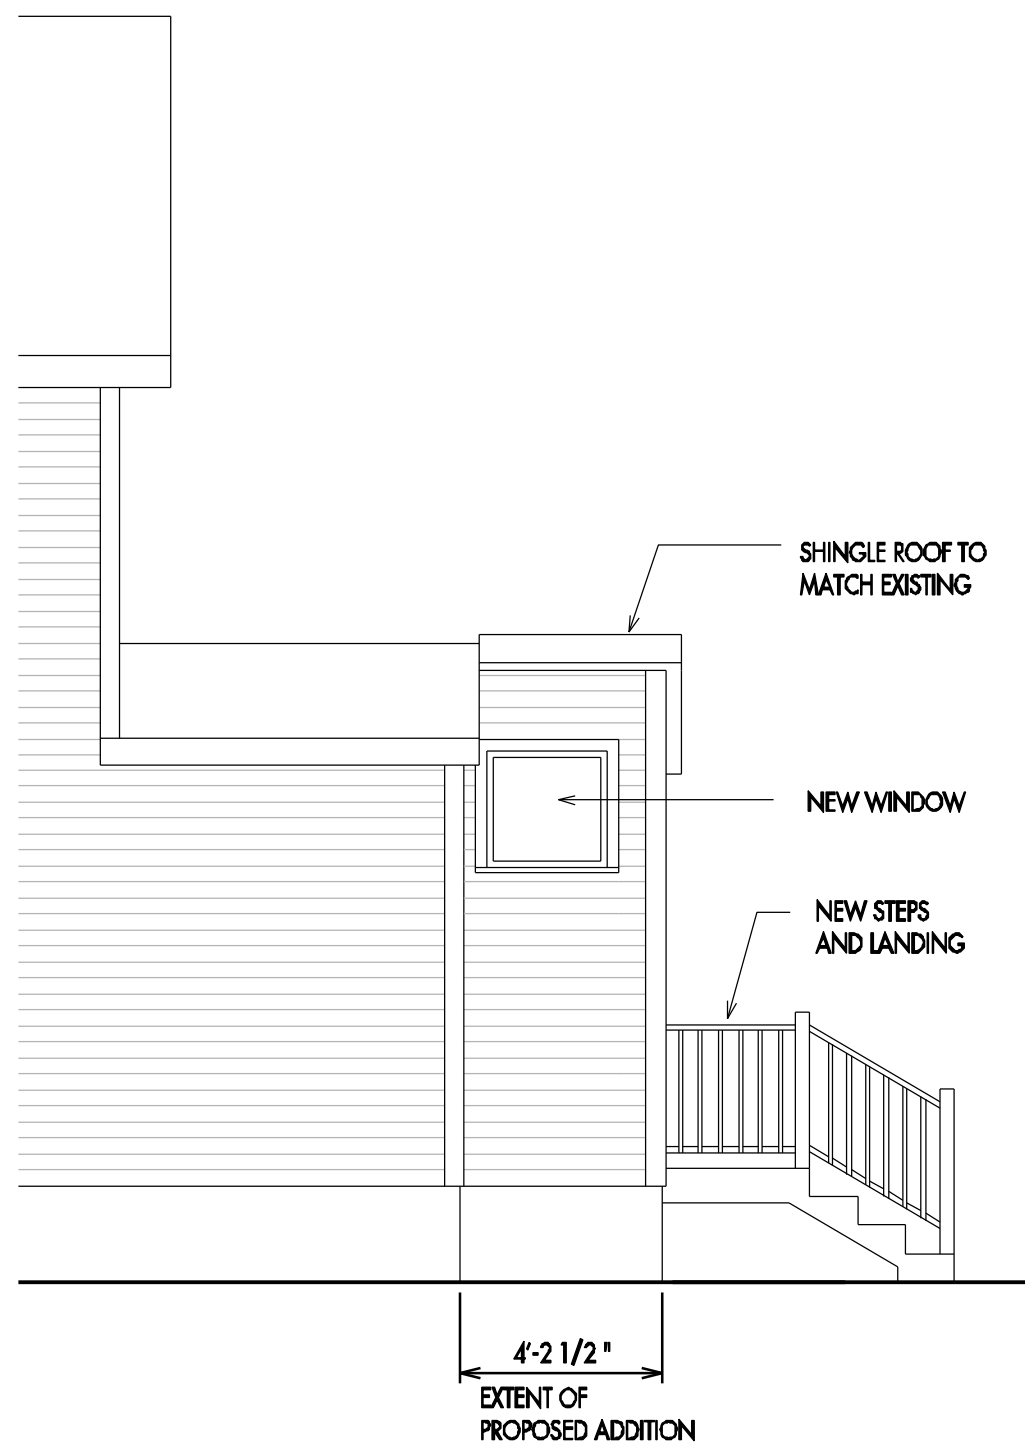 SHINGLE ROOF TO
MATCH EXISTING
NEW WINDOW
NEW STEPS
AND LANDING
4'-2 1/2 "
EXTENT OF
PROPOSED ADDITION